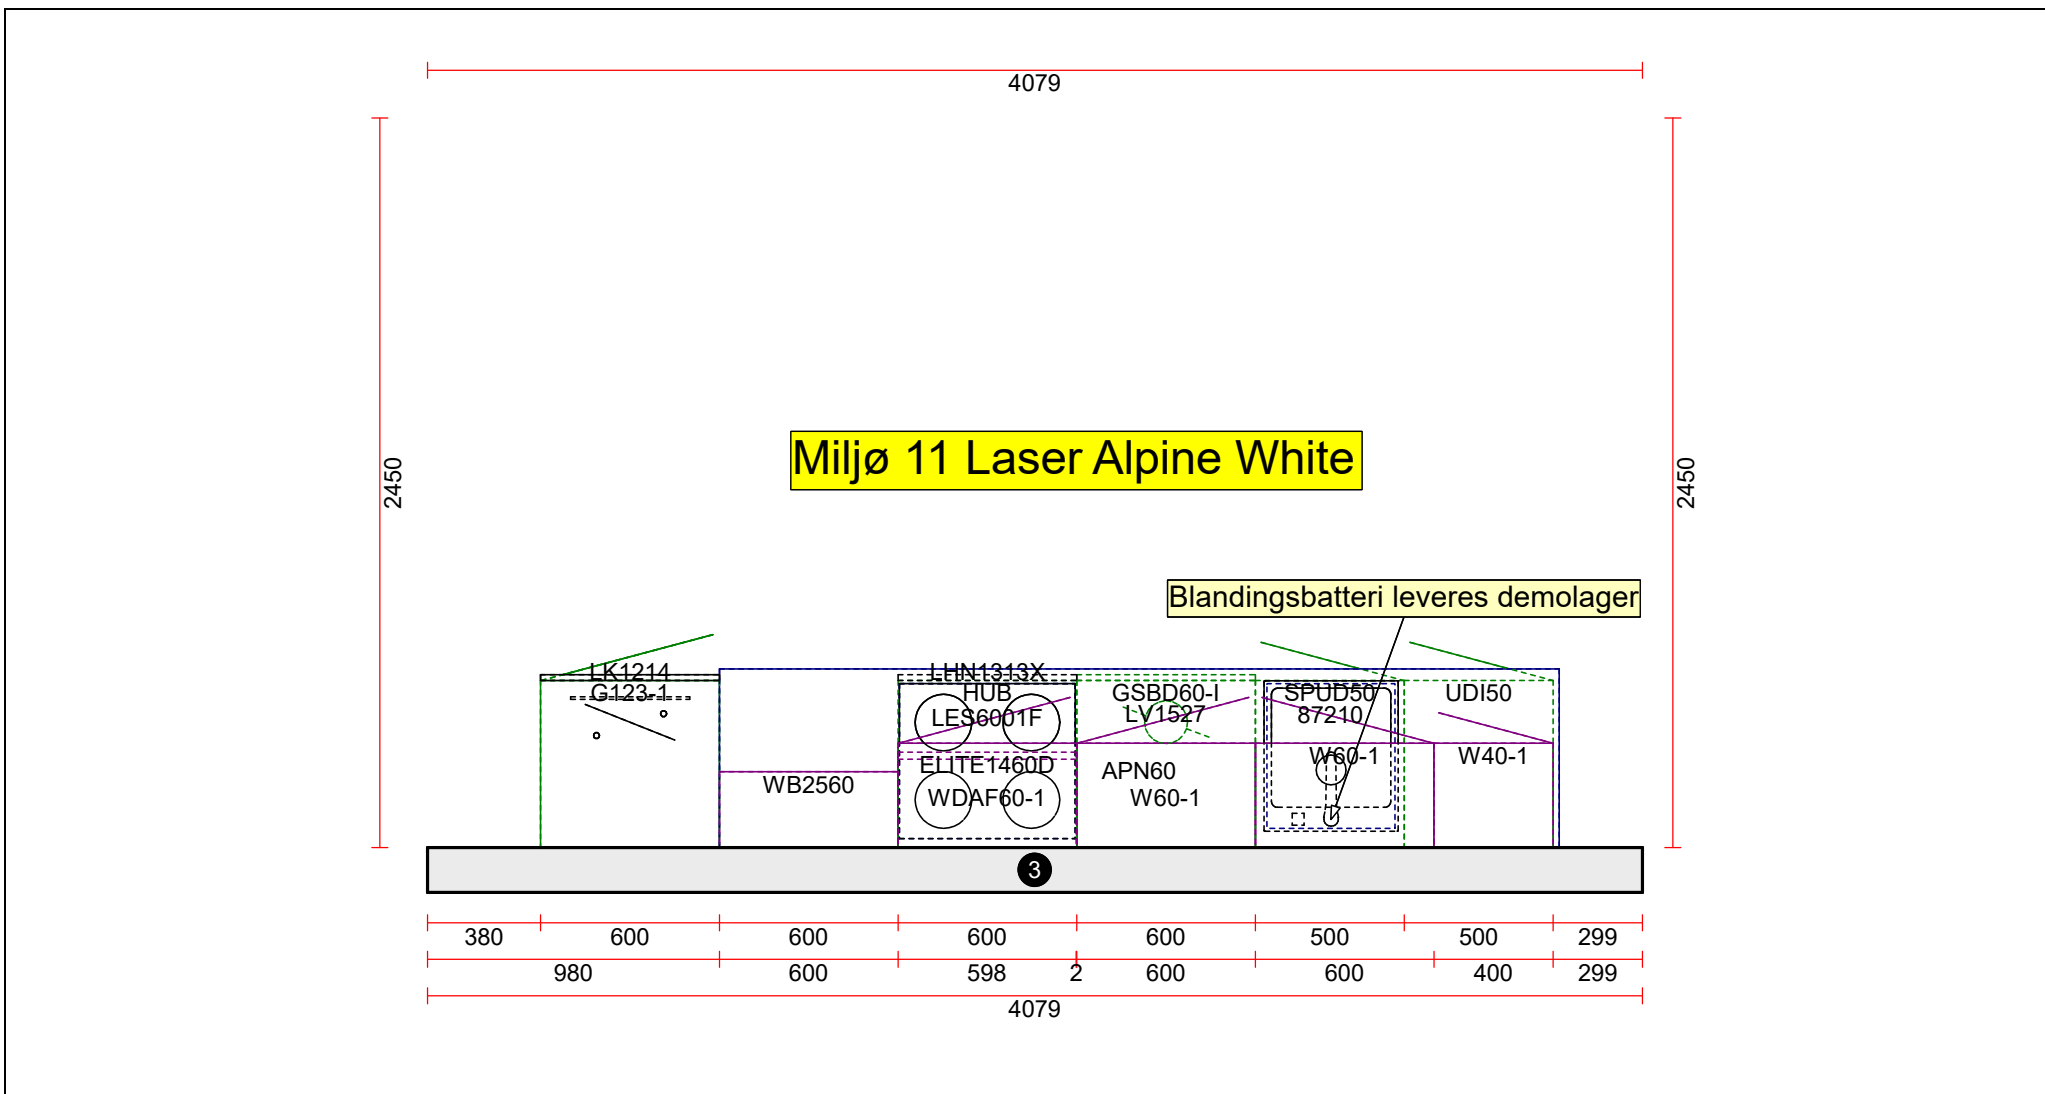 4079
2450
2450
Miljø 11 Laser Alpine White
Blandingsbatteri leveres demolager
LK1214
G123-1
WB2560
LHN1313X
HUB
LES6001F
ELITE1460D
WDAF60-1
GSBD60-I
LV1527
APN60
W60-1
SPUD50
87210
W60-1
UDI50
W40-1
3
380 600 600 600 600 500 500 299
980 600 598 2 600 600 400 299
4079